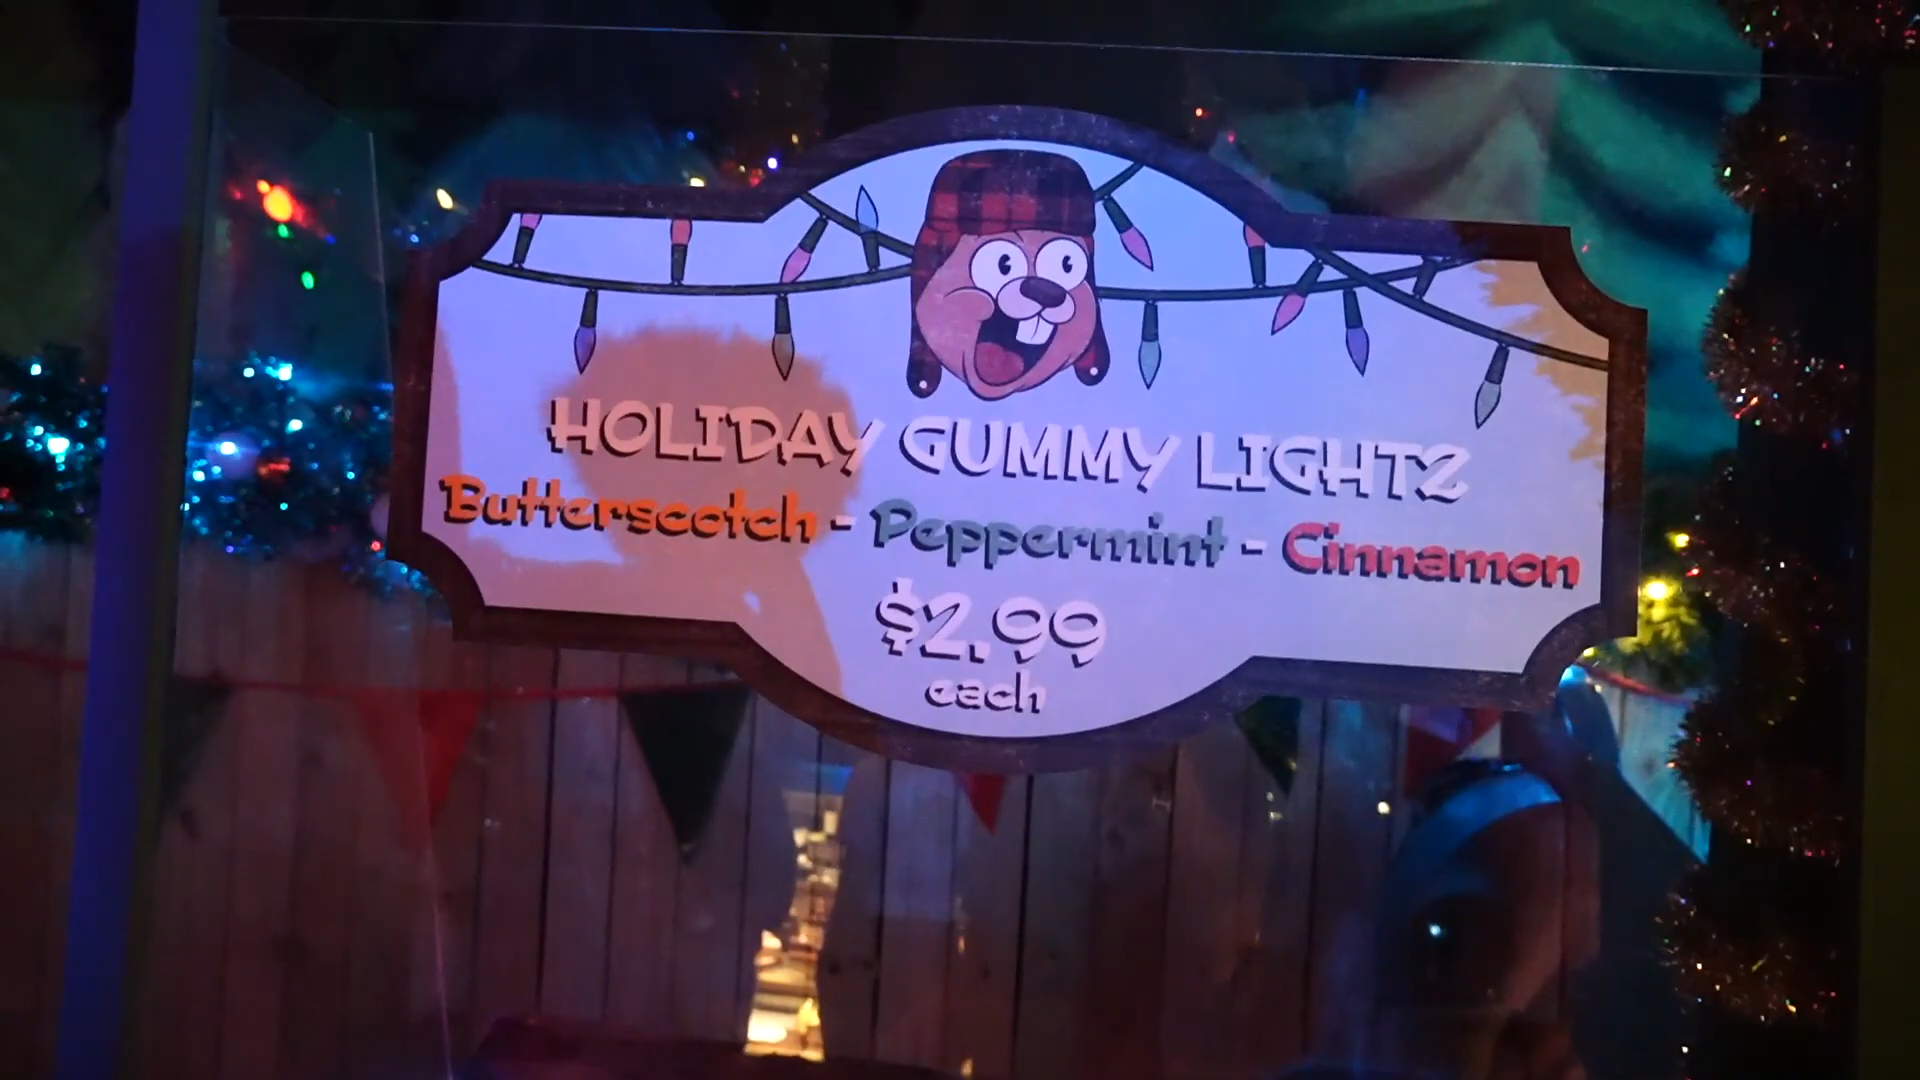 HOLIDAY GUMMY LIGHTZ
Butterscotch - Peppermint - Cinnamon
$2.99
each